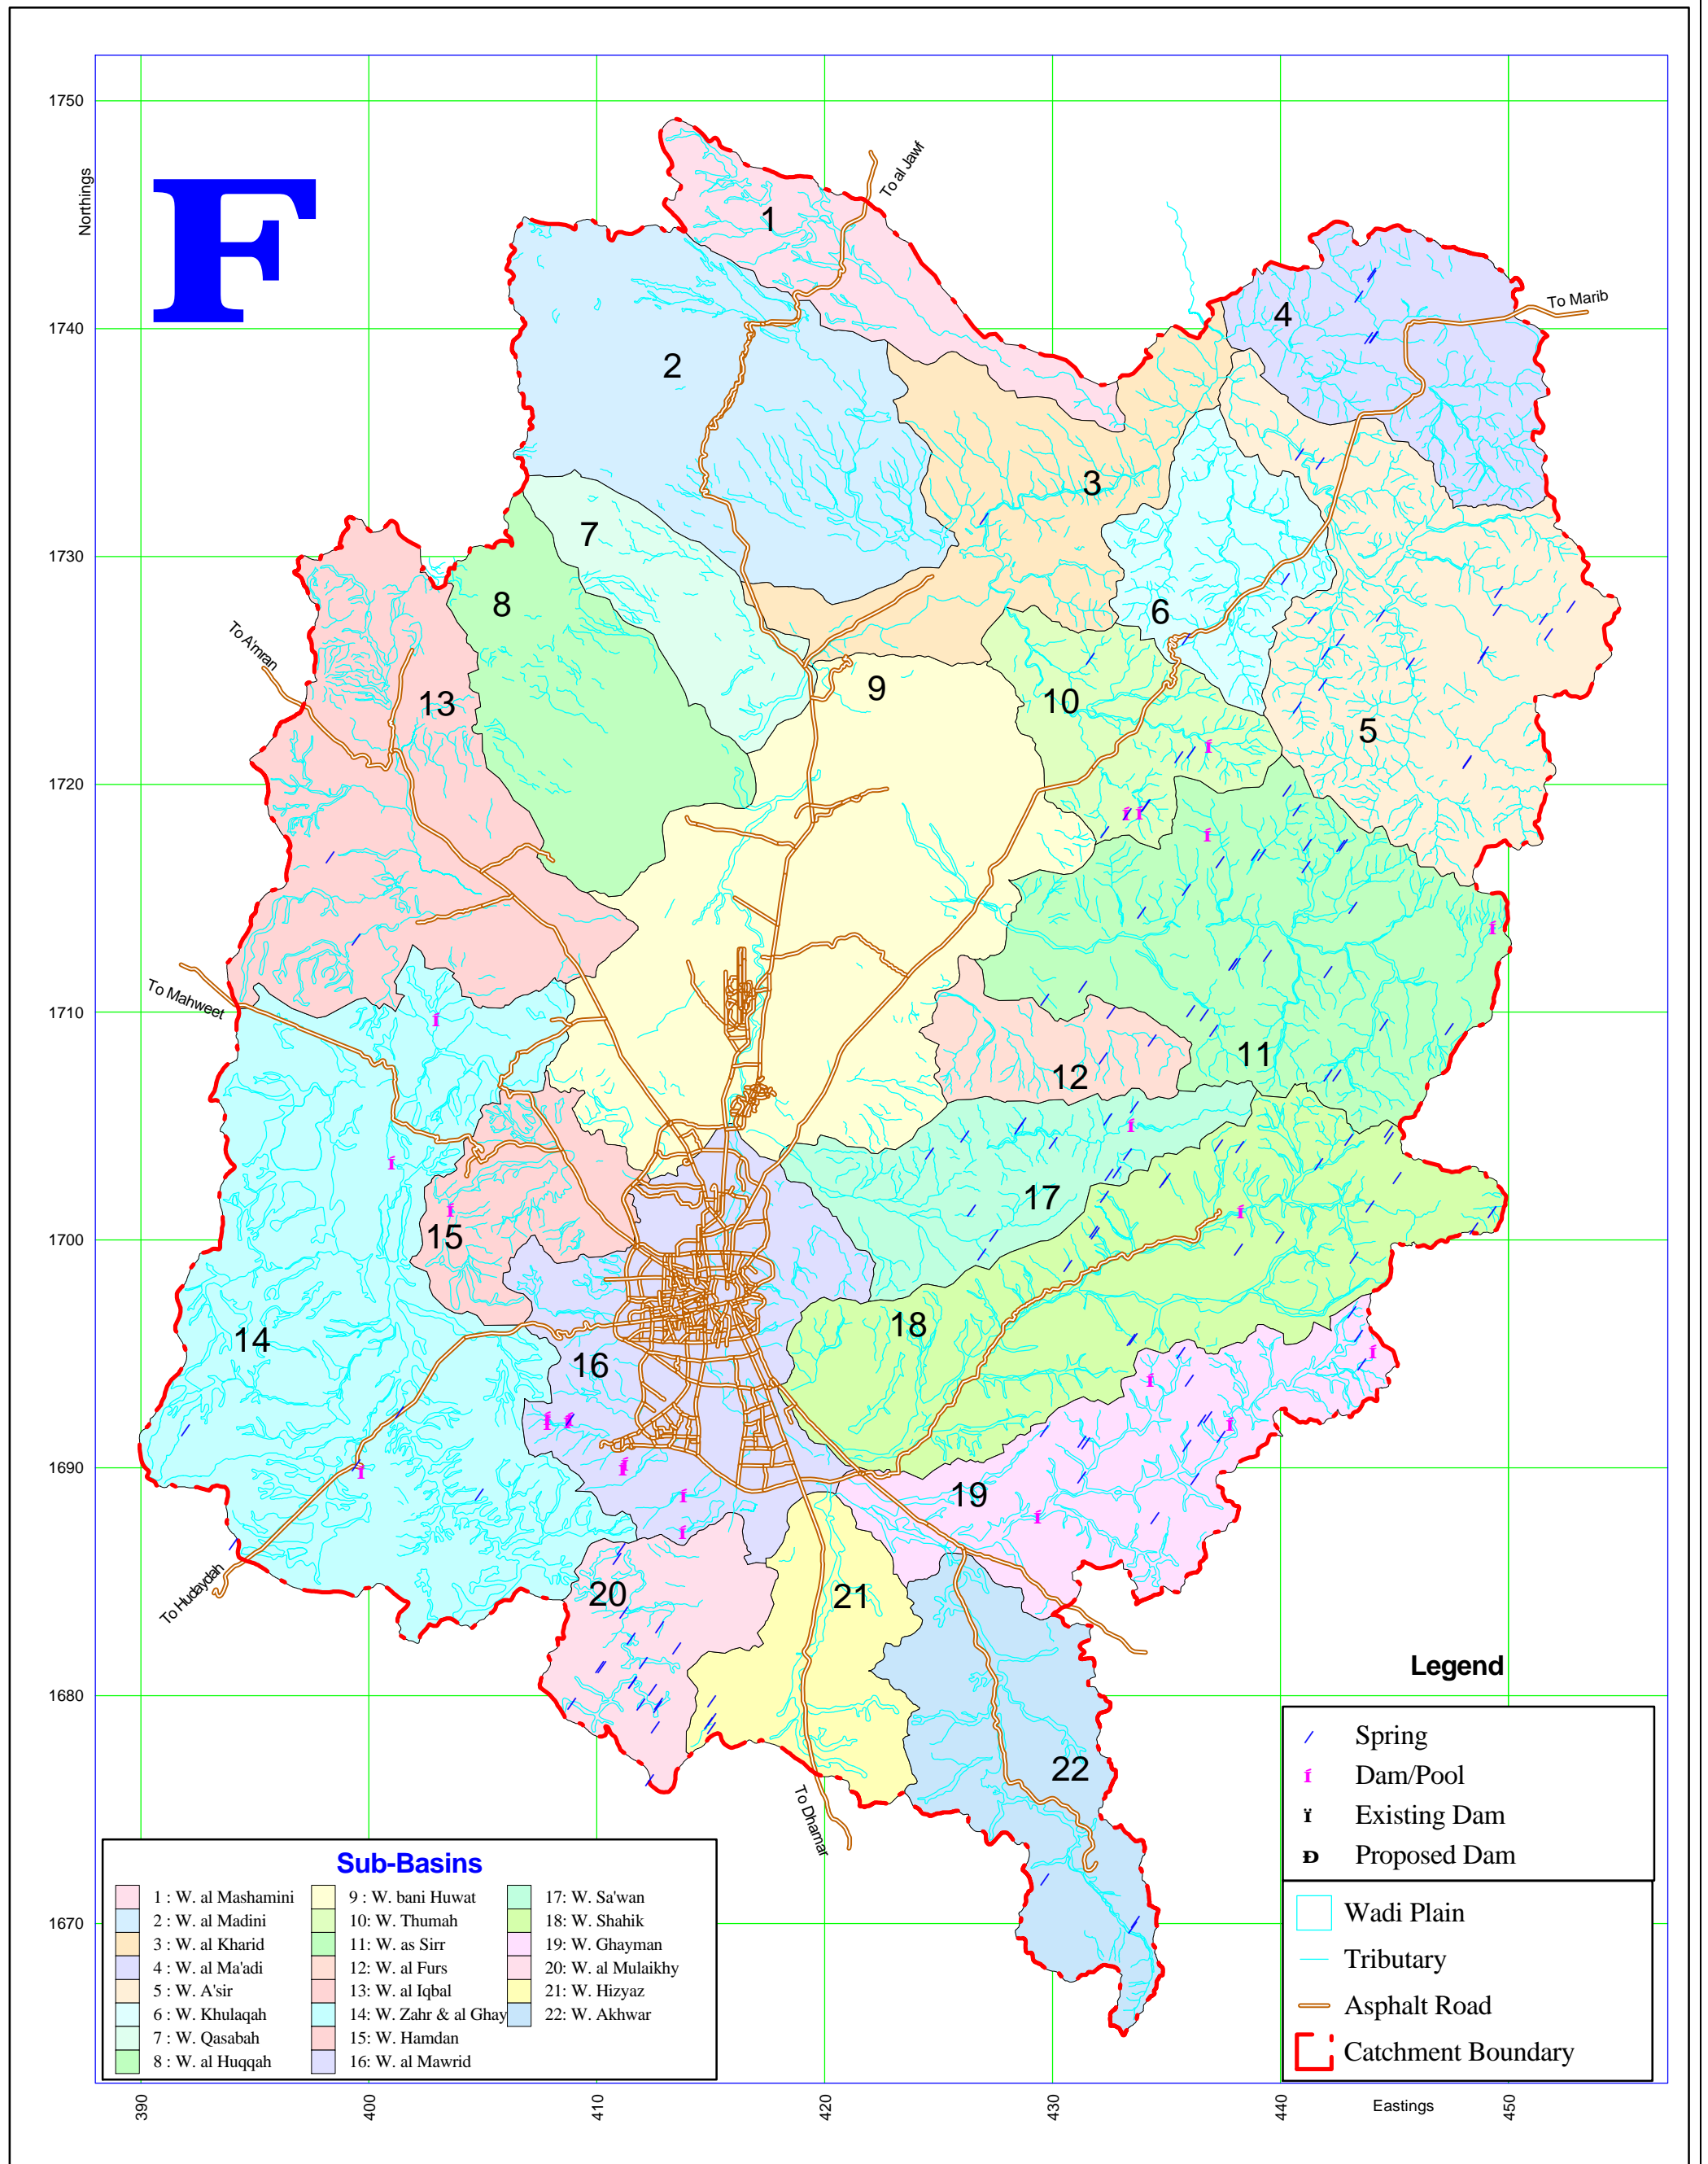 F
Northings
1750
1740
1730
1720
1710
1700
1690
1680
1670
390
400
410
420
430
440
450
Eastings
To al Jawf
To Marib
To A'mran
To Mahweet
To Hudaydah
To Dhamar
1
2
3
4
5
6
7
8
9
10
11
12
13
14
15
16
17
18
19
20
21
22
Legend
Spring
Dam/Pool
Existing Dam
Proposed Dam
Wadi Plain
Tributary
Asphalt Road
Catchment Boundary
Sub-Basins
1 : W. al Mashamini
2 : W. al Madini
3 : W. al Kharid
4 : W. al Ma'adi
5 : W. A'sir
6 : W. Khulaqah
7 : W. Qasabah
8 : W. al Huqqah
9 : W. bani Huwat
10: W. Thumah
11: W. as Sirr
12: W. al Furs
13: W. al Iqbal
14: W. Zahr & al Ghay
15: W. Hamdan
16: W. al Mawrid
17: W. Sa'wan
18: W. Shahik
19: W. Ghayman
20: W. al Mulaikhy
21: W. Hizyaz
22: W. Akhwar